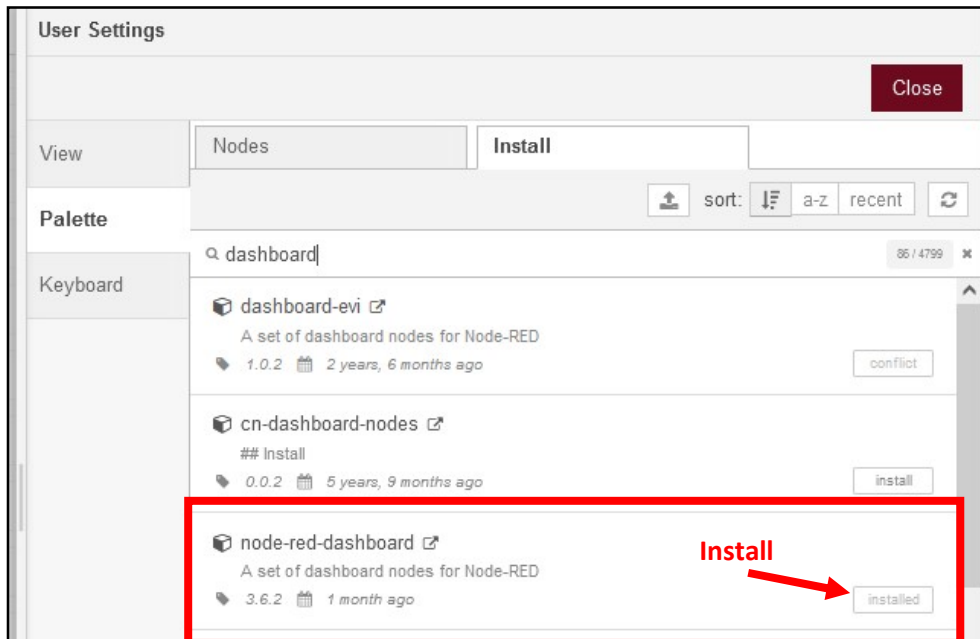 User Settings
Close
View
Nodes
Install
Palette
sort: a-z recent
dashboard
86 / 4799
Keyboard
dashboard-evi
A set of dashboard nodes for Node-RED
1.0.2 2 years, 6 months ago
conflict
cn-dashboard-nodes
## Install
0.0.2 5 years, 9 months ago
install
node-red-dashboard
Install
A set of dashboard nodes for Node-RED
3.6.2 1 month ago
installed